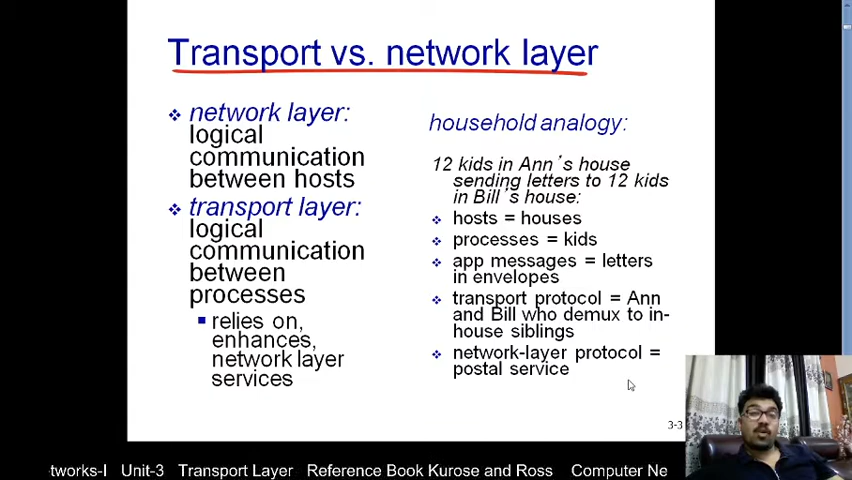 Transport vs. network layer
network layer:
logical
communication
between hosts
transport layer:
logical
communication
between
processes
relies on,
enhances,
network layer
services
household analogy:
12 kids in Ann´s house
sending letters to 12 kids
in Bill´s house:
hosts = houses
processes = kids
app messages = letters
in envelopes
transport protocol = Ann
and Bill who demux to in-
house siblings
network-layer protocol =
postal service
3-3
tworks-I Unit-3 Transport Layer Reference Book Kurose and Ross Computer Ne